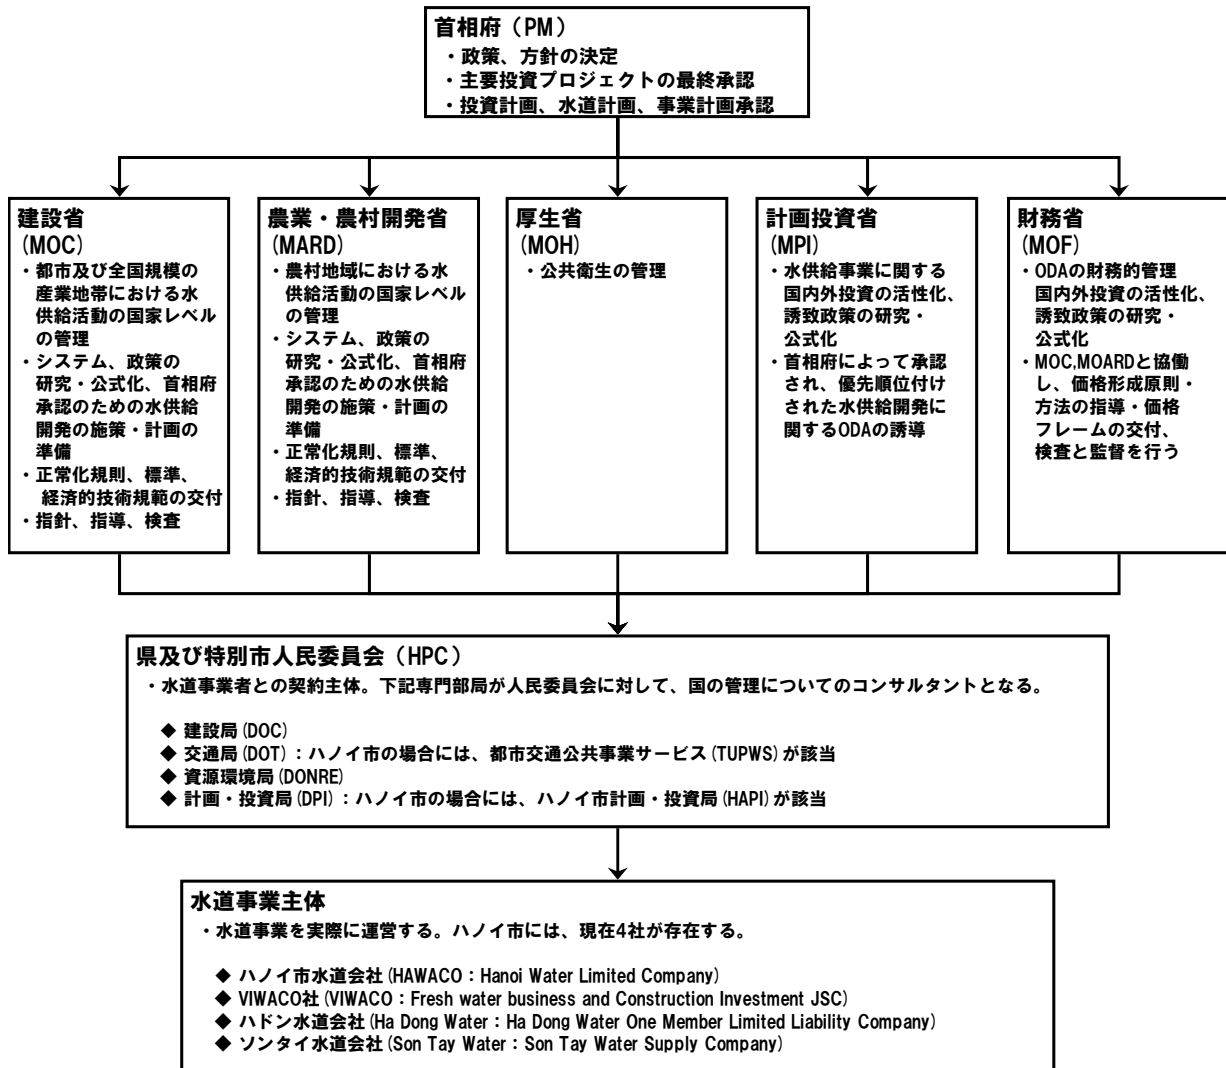 首相府（PM）
・政策、方針の決定
・主要投資プロジェクトの最終承認
・投資計画、水道計画、事業計画承認
建設省
(MOC)
・都市及び全国規模の
産業地帯における水
供給活動の国家レベル
の管理
・システム、政策の
研究・公式化、首相府
承認のための水供給
開発の施策・計画の
準備
・正常化規則、標準、
経済的技術規範の交付
・指針、指導、検査
農業・農村開発省
(MARD)
・農村地域における水
供給活動の国家レベル
の管理
・システム、政策の
研究・公式化、首相府
承認のための水供給
開発の施策・計画の
準備
・正常化規則、標準、
経済的技術規範の交付
・指針、指導、検査
厚生省
(MOH)
・公共衛生の管理
計画投資省
(MPI)
・水供給事業に関する
国内外投資の活性化、
誘致政策の研究・
公式化
・首相府によって承認
され、優先順位付け
された水供給開発に
関するODAの誘導
財務省
(MOF)
・ODAの財務的管理
国内外投資の活性化、
誘致政策の研究・
公式化
・MOC,MOARDと協働
し、価格形成原則・
方法の指導・価格
フレームの交付、
検査と監督を行う
県及び特別市人民委員会（HPC）
・水道事業者との契約主体。下記専門部局が人民委員会に対して、国の管理についてのコンサルタントとなる。
◆ 建設局(DOC)
◆ 交通局(DOT)：ハノイ市の場合には、都市交通公共事業サービス(TUPWS)が該当
◆ 資源環境局(DONRE)
◆ 計画・投資局(DPI)：ハノイ市の場合には、ハノイ市計画・投資局(HAPI)が該当
水道事業主体
・水道事業を実際に運営する。ハノイ市には、現在4社が存在する。
◆ ハノイ市水道会社(HAWACO：Hanoi Water Limited Company)
◆ VIWACO社(VIWACO：Fresh water business and Construction Investment JSC)
◆ ハドン水道会社(Ha Dong Water：Ha Dong Water One Member Limited Liability Company)
◆ ソンタイ水道会社(Son Tay Water：Son Tay Water Supply Company)